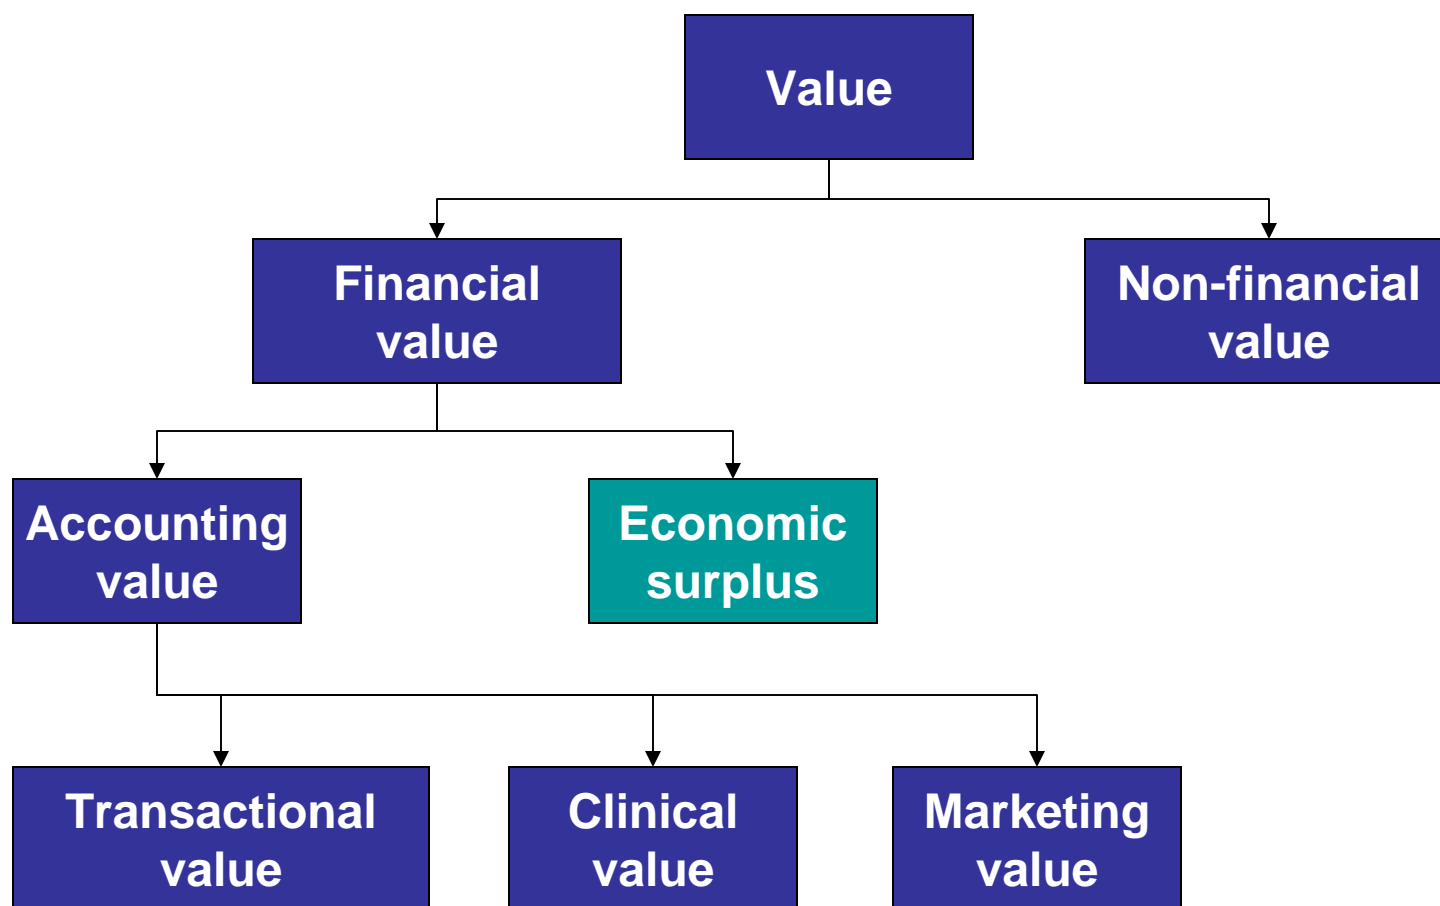 Value
Financial
value
Non-financial
value
Accounting
value
Economic
surplus
Transactional
value
Clinical
value
Marketing
value